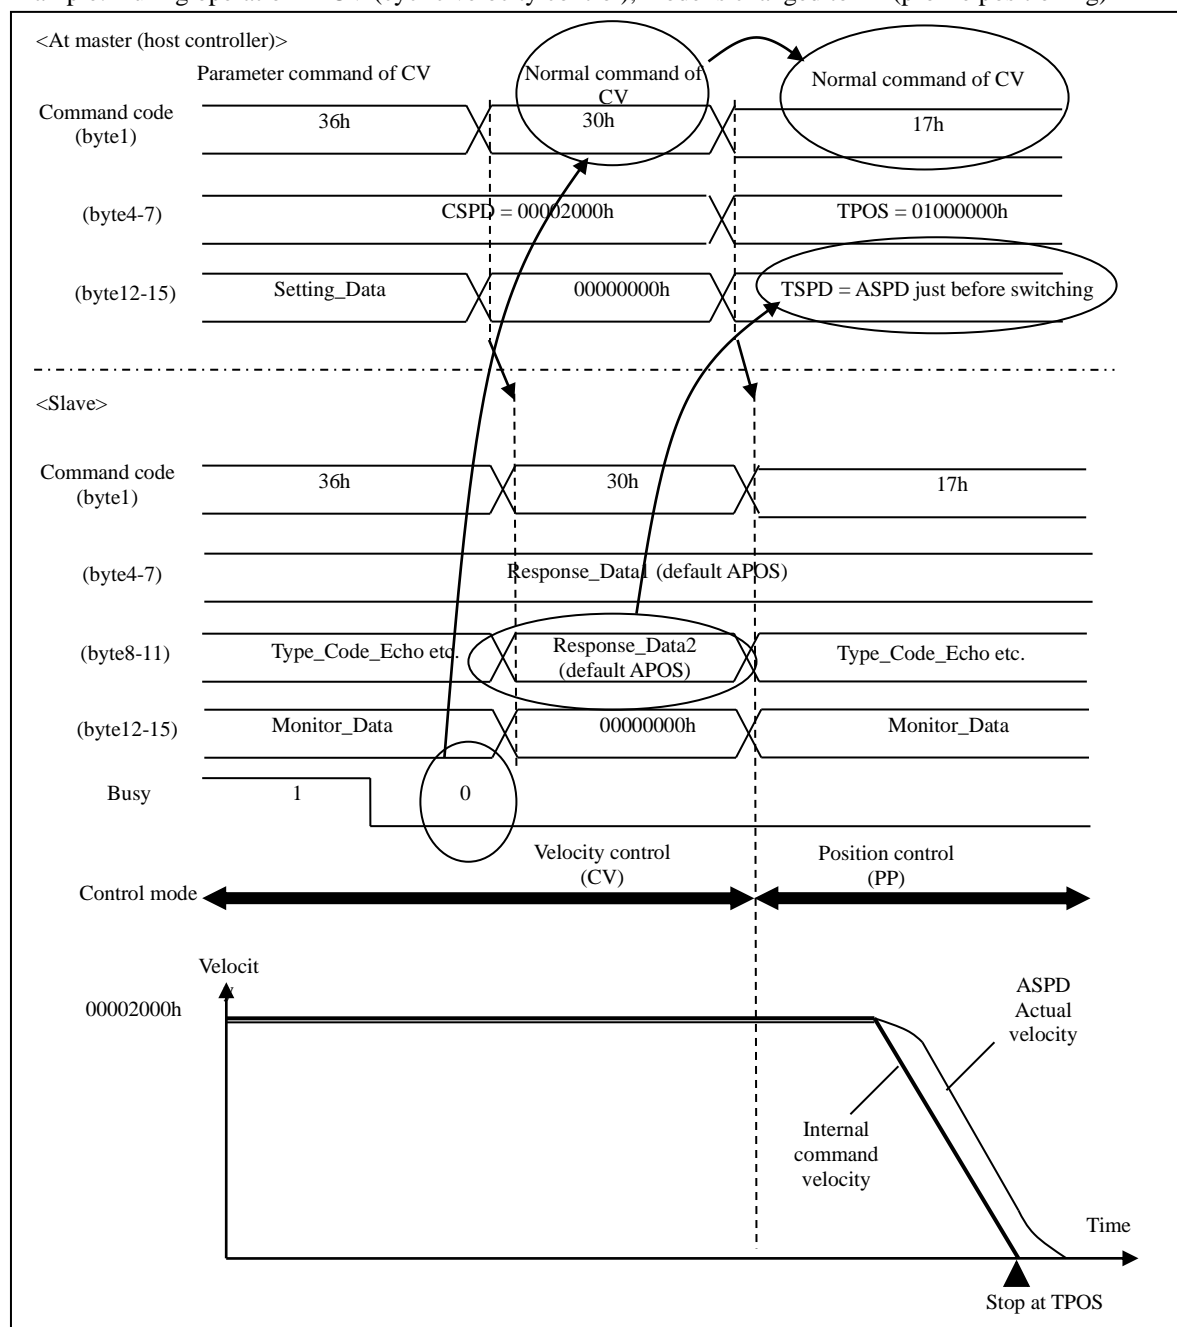 <At master (host controller)>
Parameter command of CV
Normal command of
CV
Normal command of CV
Command code
(byte1)
36h
30h
17h
(byte4-7)
CSPD = 00002000h
TPOS = 01000000h
(byte12-15)
Setting_Data
00000000h
TSPD = ASPD just before switching
<Slave>
Command code
(byte1)
36h
30h
17h
(byte4-7)
Response_Data1 (default APOS)
(byte8-11)
Type_Code_Echo etc.
Response_Data2
(default APOS)
Type_Code_Echo etc.
(byte12-15)
Monitor_Data
00000000h
Monitor_Data
Busy
1
0
Velocity control
(CV)
Position control
(PP)
Control mode
Velocit
y
00002000h
ASPD
Actual
velocity
Internal
command
velocity
Time
Stop at TPOS